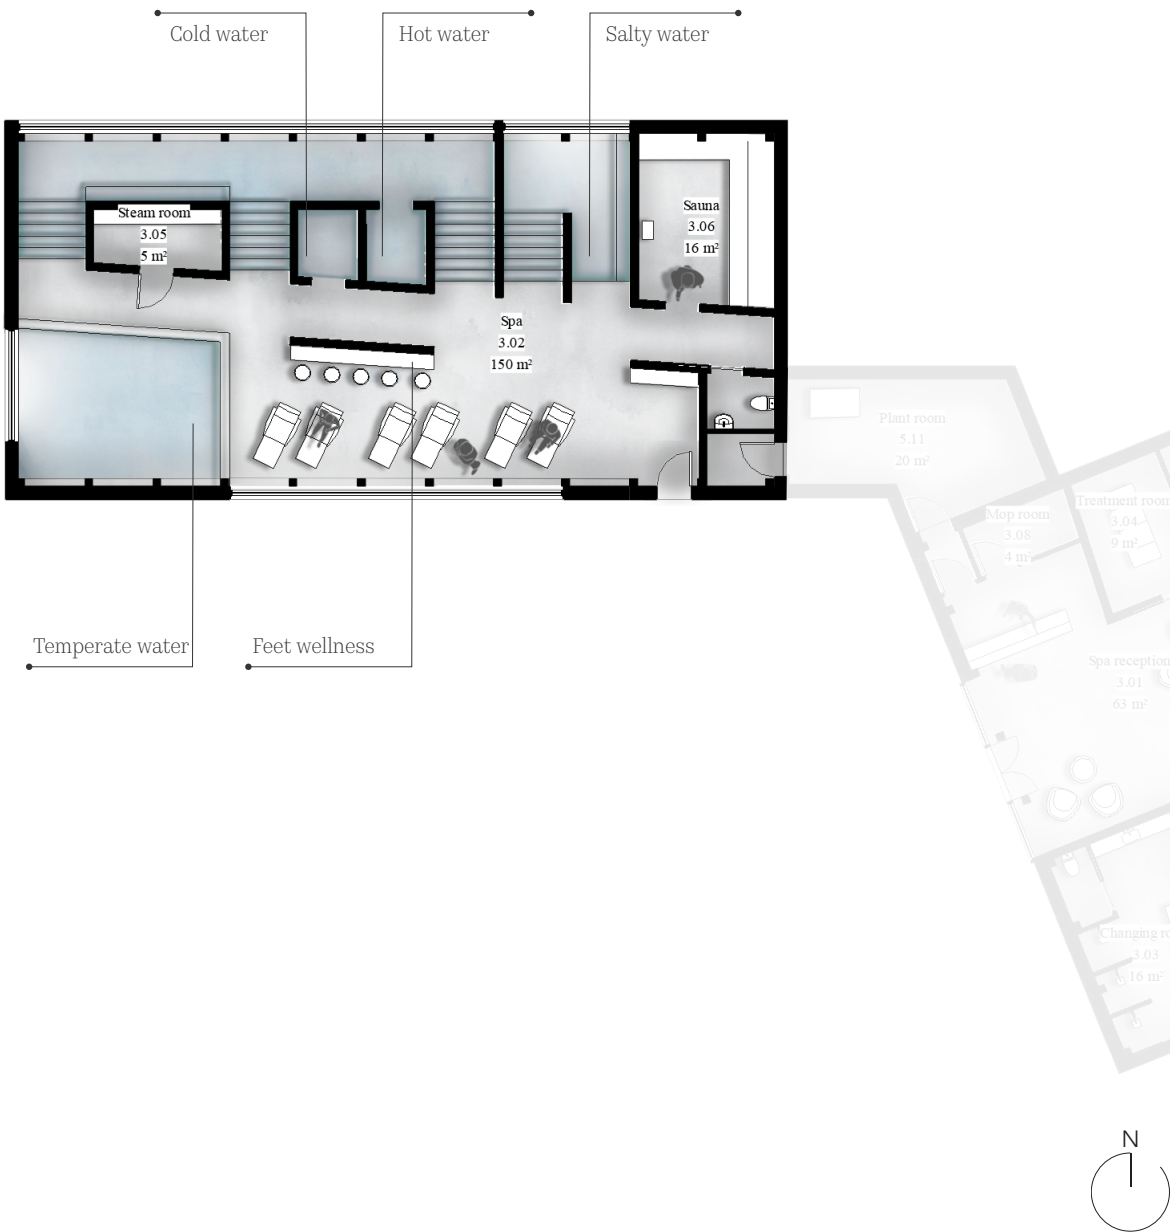 Cold water
Hot water
Salty water
Steam room
3.05
5 m²
Sauna
3.06
16 m²
Spa
3.02
150 m²
Plant room
5.11
20 m²
Mop room
3.08
4 m²
Treatment room
3.04
9 m²
Temperate water
Feet wellness
Spa reception
3.01
63 m²
Changing ro
3.03
16 m²
N